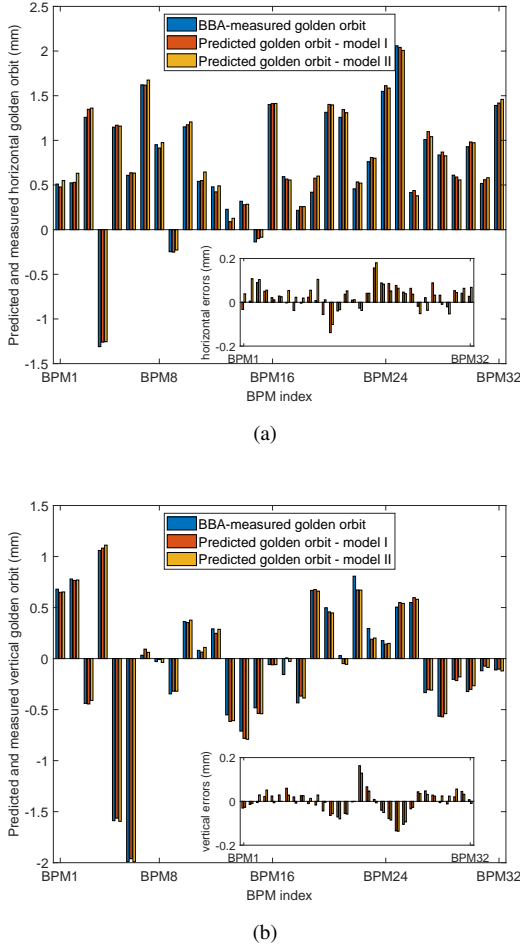 BBA-measured golden orbit
Predicted golden orbit - model I
Predicted golden orbit - model II
Predicted and measured horizontal golden orbit (mm)
2.5
2
1.5
1
0.5
0
-0.5
-1
-1.5
horizontal errors (mm)
0.2
0
-0.2
BPM1
BPM32
BPM1
BPM8
BPM16
BPM24
BPM32
BPM index
(a)
BBA-measured golden orbit
Predicted golden orbit - model I
Predicted golden orbit - model II
Predicted and measured vertical golden orbit (mm)
1.5
1
0.5
0
-0.5
-1
-1.5
-2
vertical errors (mm)
0.2
0
-0.2
BPM1
BPM32
BPM1
BPM8
BPM16
BPM24
BPM32
BPM index
(b)